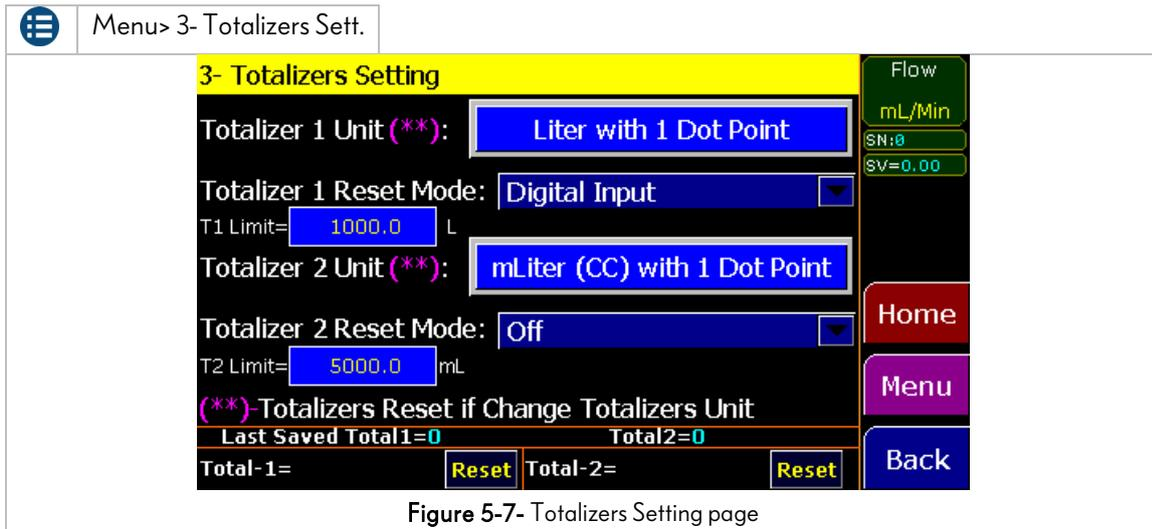 Menu> 3- Totalizers Sett.
3- Totalizers Setting
Totalizer 1 Unit (**): Liter with 1 Dot Point
Totalizer 1 Reset Mode: Digital Input
T1 Limit= 1000.0 L
Totalizer 2 Unit (**): mLiter (CC) with 1 Dot Point
Totalizer 2 Reset Mode: Off
T2 Limit= 5000.0 mL
(**)-Totalizers Reset if Change Totalizers Unit
Last Saved Total1=0 Total2=0
Total-1= Reset Total-2= Reset
Flow
mL/Min
SN:0
SV=0.00
Home
Menu
Back
Figure 5-7- Totalizers Setting page